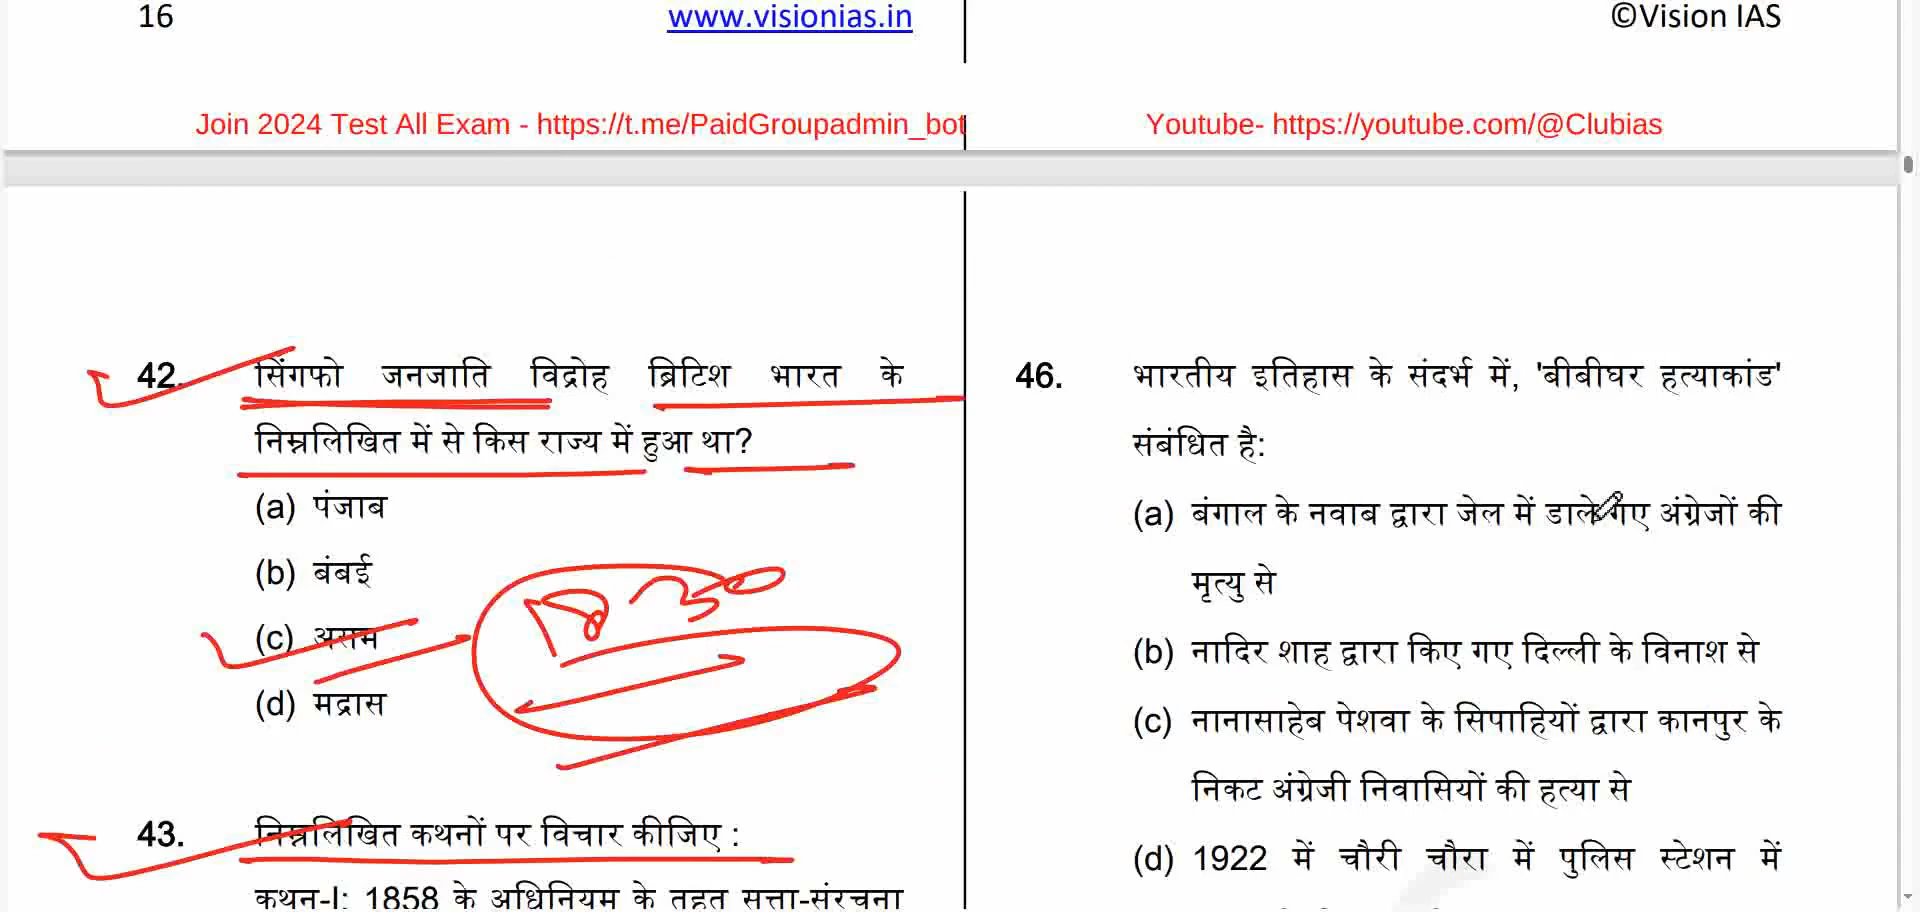 16
www.visionias.in
©Vision IAS
Join 2024 Test All Exam - https://t.me/PaidGroupadmin_bot
Youtube- https://youtube.com/@Clubias
42. सिंगफो जनजाति विद्रोह ब्रिटिश भारत के
निम्नलिखित में से किस राज्य में हुआ था?
(a) पंजाब
(b) बंबई
(c) असम
(d) मद्रास
1830
43. निम्नलिखित कथनों पर विचार कीजिए :
कथन-I: 1858 के अधिनियम के तहत सत्ता-संरचना
46. भारतीय इतिहास के संदर्भ में, 'बीबीघर हत्याकांड'
संबंधित है:
(a) बंगाल के नवाब द्वारा जेल में डाले गए अंग्रेजों की
मृत्यु से
(b) नादिर शाह द्वारा किए गए दिल्ली के विनाश से
(c) नानासाहेब पेशवा के सिपाहियों द्वारा कानपुर के
निकट अंग्रेजी निवासियों की हत्या से
(d) 1922 में चौरी चौरा में पुलिस स्टेशन में